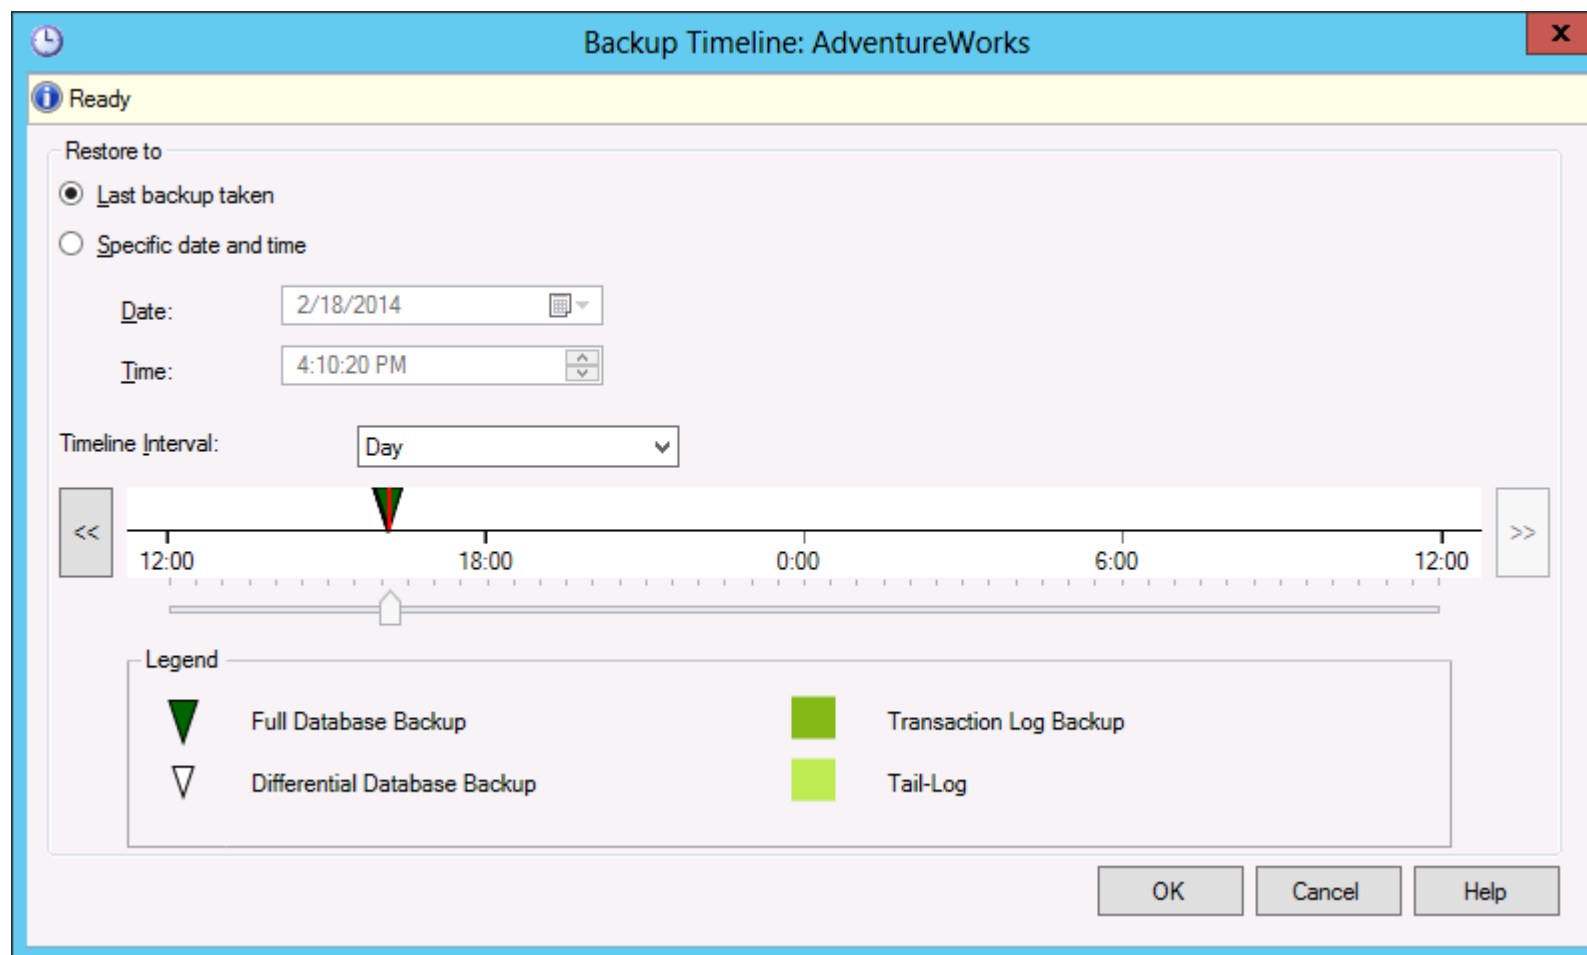 Backup Timeline: AdventureWorks
x
Ready
Restore to
Last backup taken
Specific date and time
Date: 2/18/2014
Time: 4:10:20 PM
Timeline Interval: Day
<< >>
12:00 18:00 0:00 6:00 12:00
Legend
Full Database Backup Transaction Log Backup
Differential Database Backup Tail-Log
OK Cancel Help